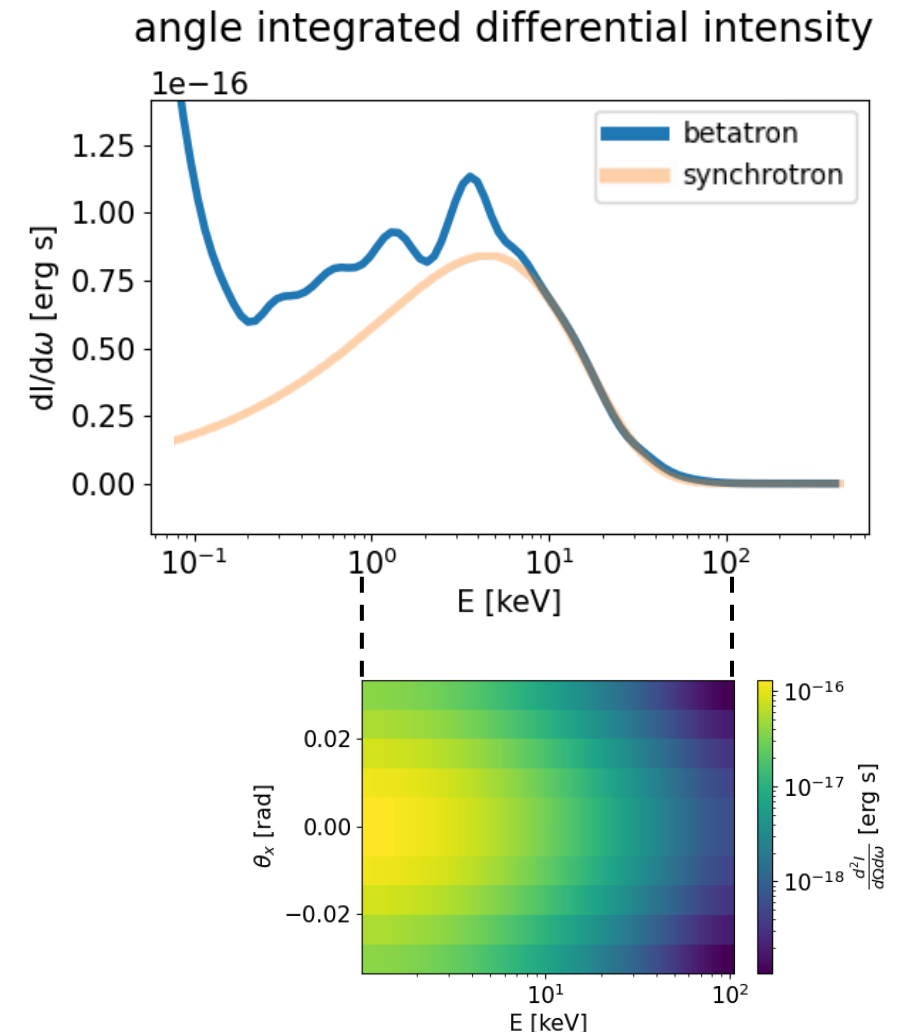 angle integrated differential intensity
1e−16
betatron
synchrotron
1.25
1.00
0.75
0.50
0.25
0.00
dI/dω [erg s]
10⁻¹ 10⁰ 10¹ 10²
E [keV]
0.02
0.00
−0.02
θₓ [rad]
10¹ 10²
E [keV]
10⁻¹⁶
10⁻¹⁷
10⁻¹⁸
d²I/dΩdω [erg s]